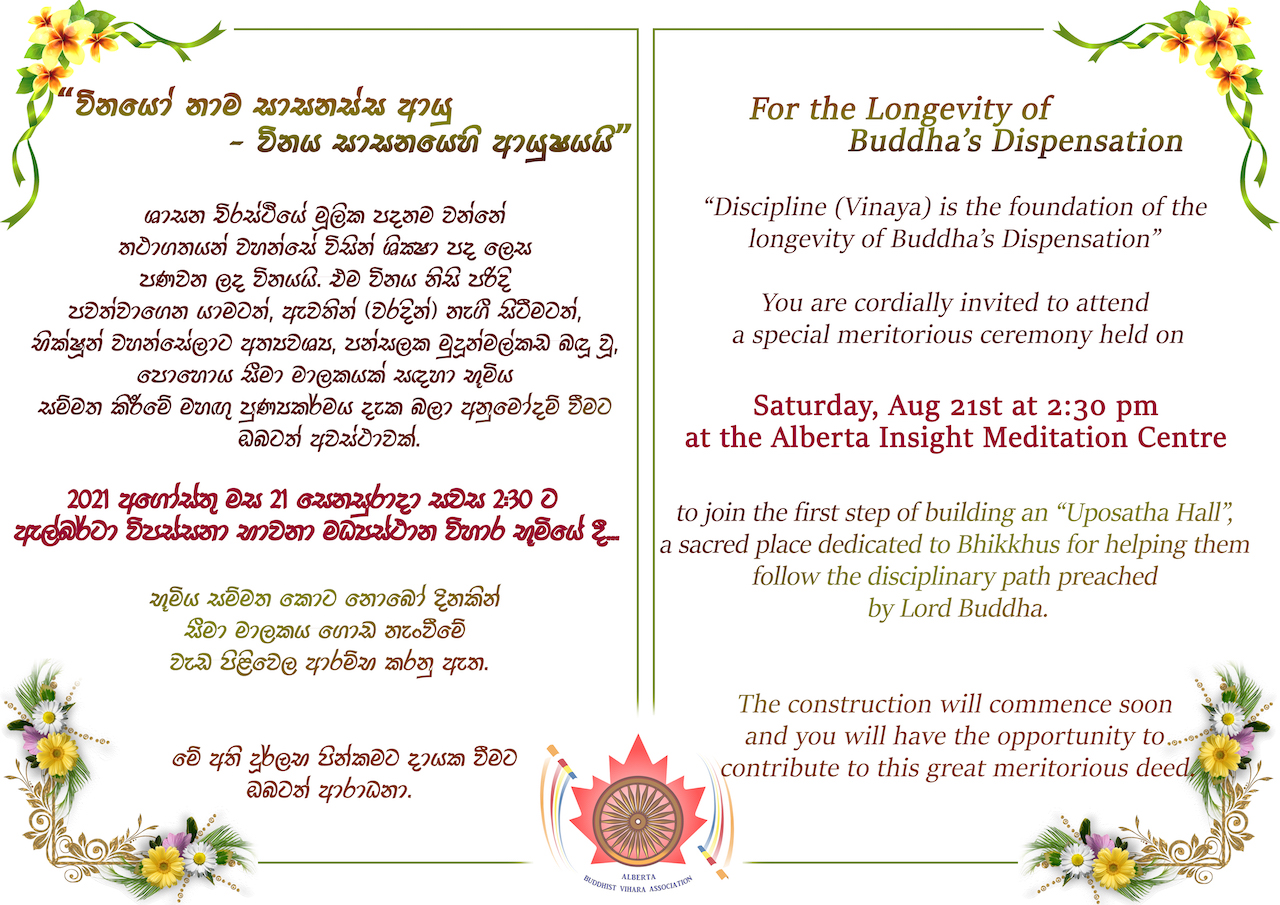 “විනයෝ නාම සාසනස්ස ආයු
- විනය සාසනයෙහි ආයුෂයයි”
ශාසන චිරස්ථියේ මූලික පදනම වන්නේ
තථාගතයන් වහන්සේ විසින් ශික්‍ෂා පද ලෙස
පණවන ලද විනයයි. එම විනය නිසි පරිදි
පවත්වාගෙන යාමටත්, ඇවතින් (වරදින්) නැගී සිටීමටත්,
භික්ෂූන් වහන්සේලාට අත්‍යවශ්‍ය, පන්සලක මුදුන්මල්කඩ බඳු වූ,
පොහොය සීමා මාලකයක් සඳහා භූමිය
සම්මත කිරීමේ මහඟු පුණ්‍යකර්මය දැක බලා අනුමෝදම් වීමට
ඔබටත් අවස්ථාවක්.
2021 අගෝස්තු මස 21 සෙනසුරාදා සවස 2:30 ට
ඇල්බර්ටා විපස්සනා භාවනා මධ්‍යස්ථාන විහාර භූමියේ දී...
භූමිය සම්මත කොට නොබෝ දිනකින්
සීමා මාලකය ගොඩ නැංවීමේ
වැඩ පිළිවෙල ආරම්භ කරනු ඇත.
මේ අති දූර්ලභ පින්කමට දායක වීමට
ඔබටත් ආරාධනා.
For the Longevity of
Buddha’s Dispensation
“Discipline (Vinaya) is the foundation of the
longevity of Buddha’s Dispensation”
You are cordially invited to attend
a special meritorious ceremony held on
Saturday, Aug 21st at 2:30 pm
at the Alberta Insight Meditation Centre
to join the first step of building an “Uposatha Hall”,
a sacred place dedicated to Bhikkhus for helping them
follow the disciplinary path preached
by Lord Buddha.
The construction will commence soon
and you will have the opportunity to
contribute to this great meritorious deed.
ALBERTA
BUDDHIST VIHARA ASSOCIATION